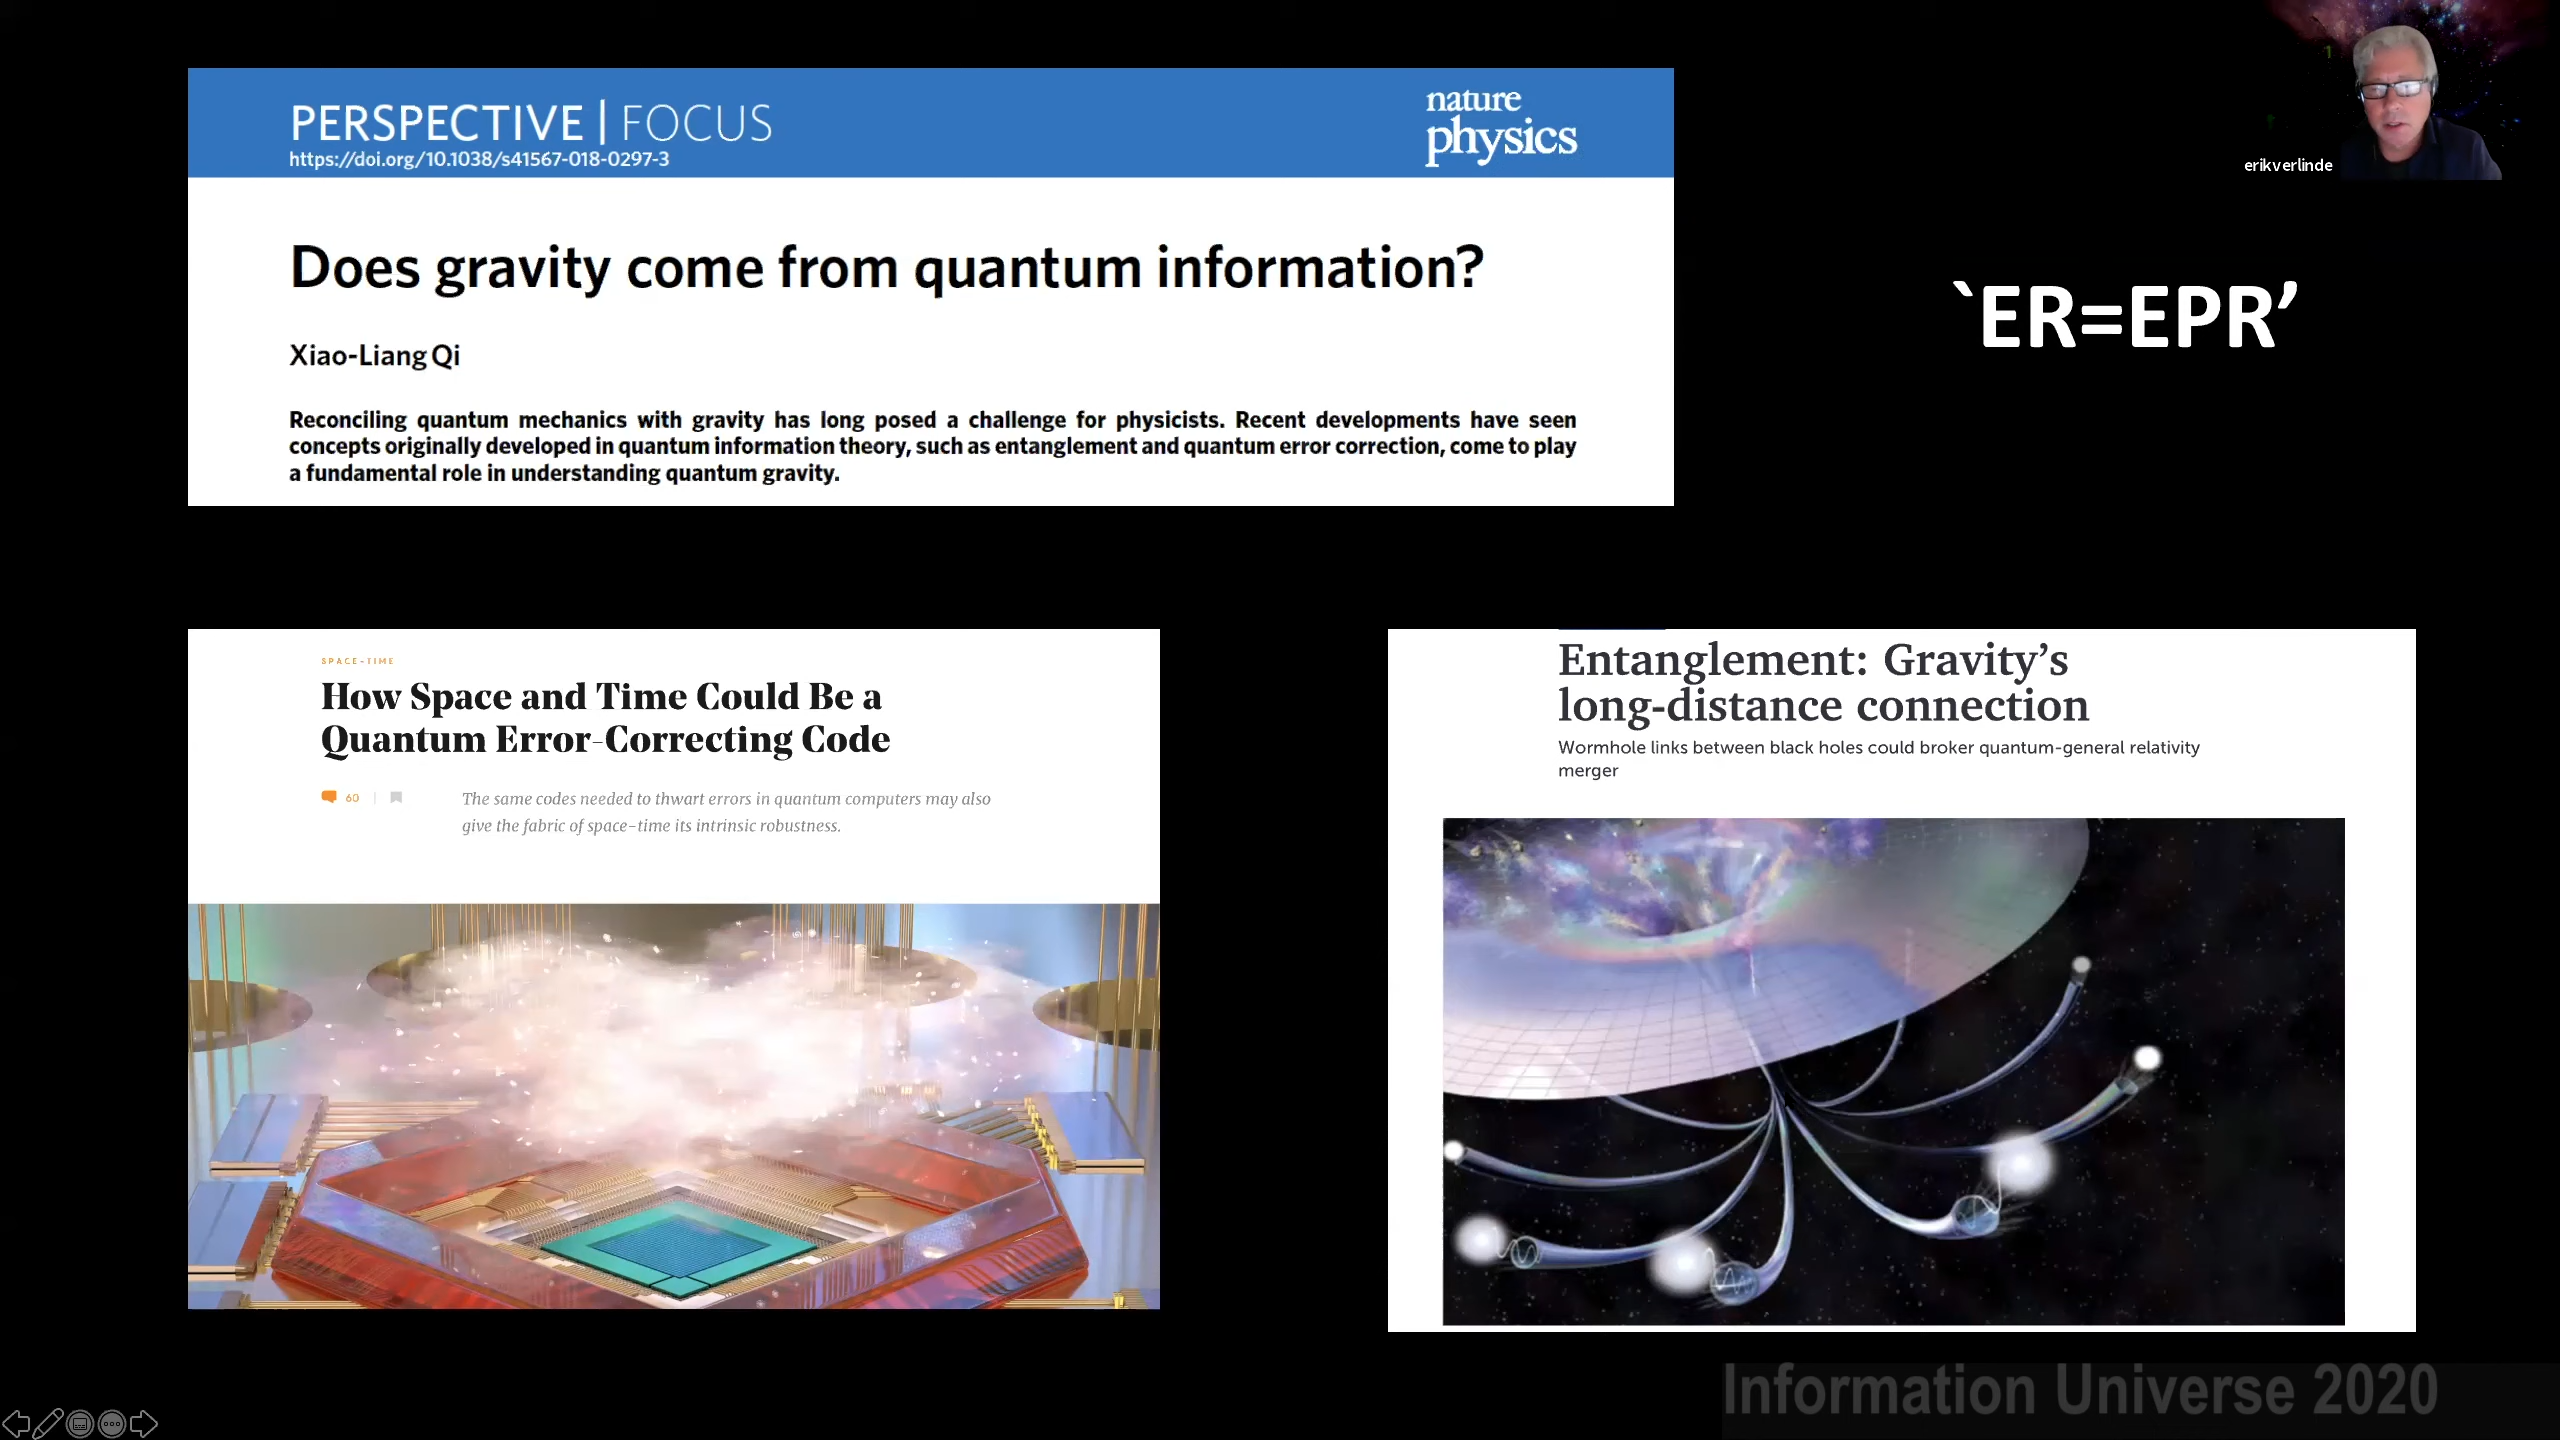 PERSPECTIVE | FOCUS
https://doi.org/10.1038/s41567-018-0297-3
nature
physics
Does gravity come from quantum information?
Xiao-Liang Qi
Reconciling quantum mechanics with gravity has long posed a challenge for physicists. Recent developments have seen
concepts originally developed in quantum information theory, such as entanglement and quantum error correction, come to play
a fundamental role in understanding quantum gravity.
erikverlinde
`ER=EPR’
SPACE-TIME
How Space and Time Could Be a
Quantum Error-Correcting Code
60
The same codes needed to thwart errors in quantum computers may also
give the fabric of space-time its intrinsic robustness.
Entanglement: Gravity’s
long-distance connection
Wormhole links between black holes could broker quantum-general relativity
merger
Information Universe 2020